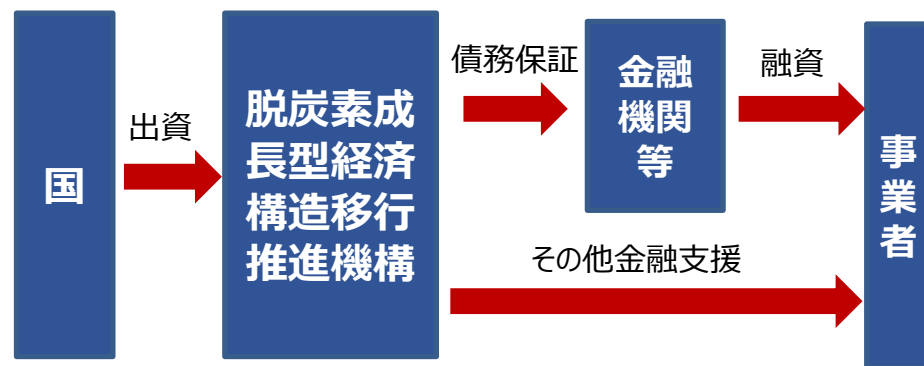 国
出資
脱炭素成
長型経済
構造移行
推進機構
債務保証
金融
機関
等
融資
その他金融支援
事
業
者